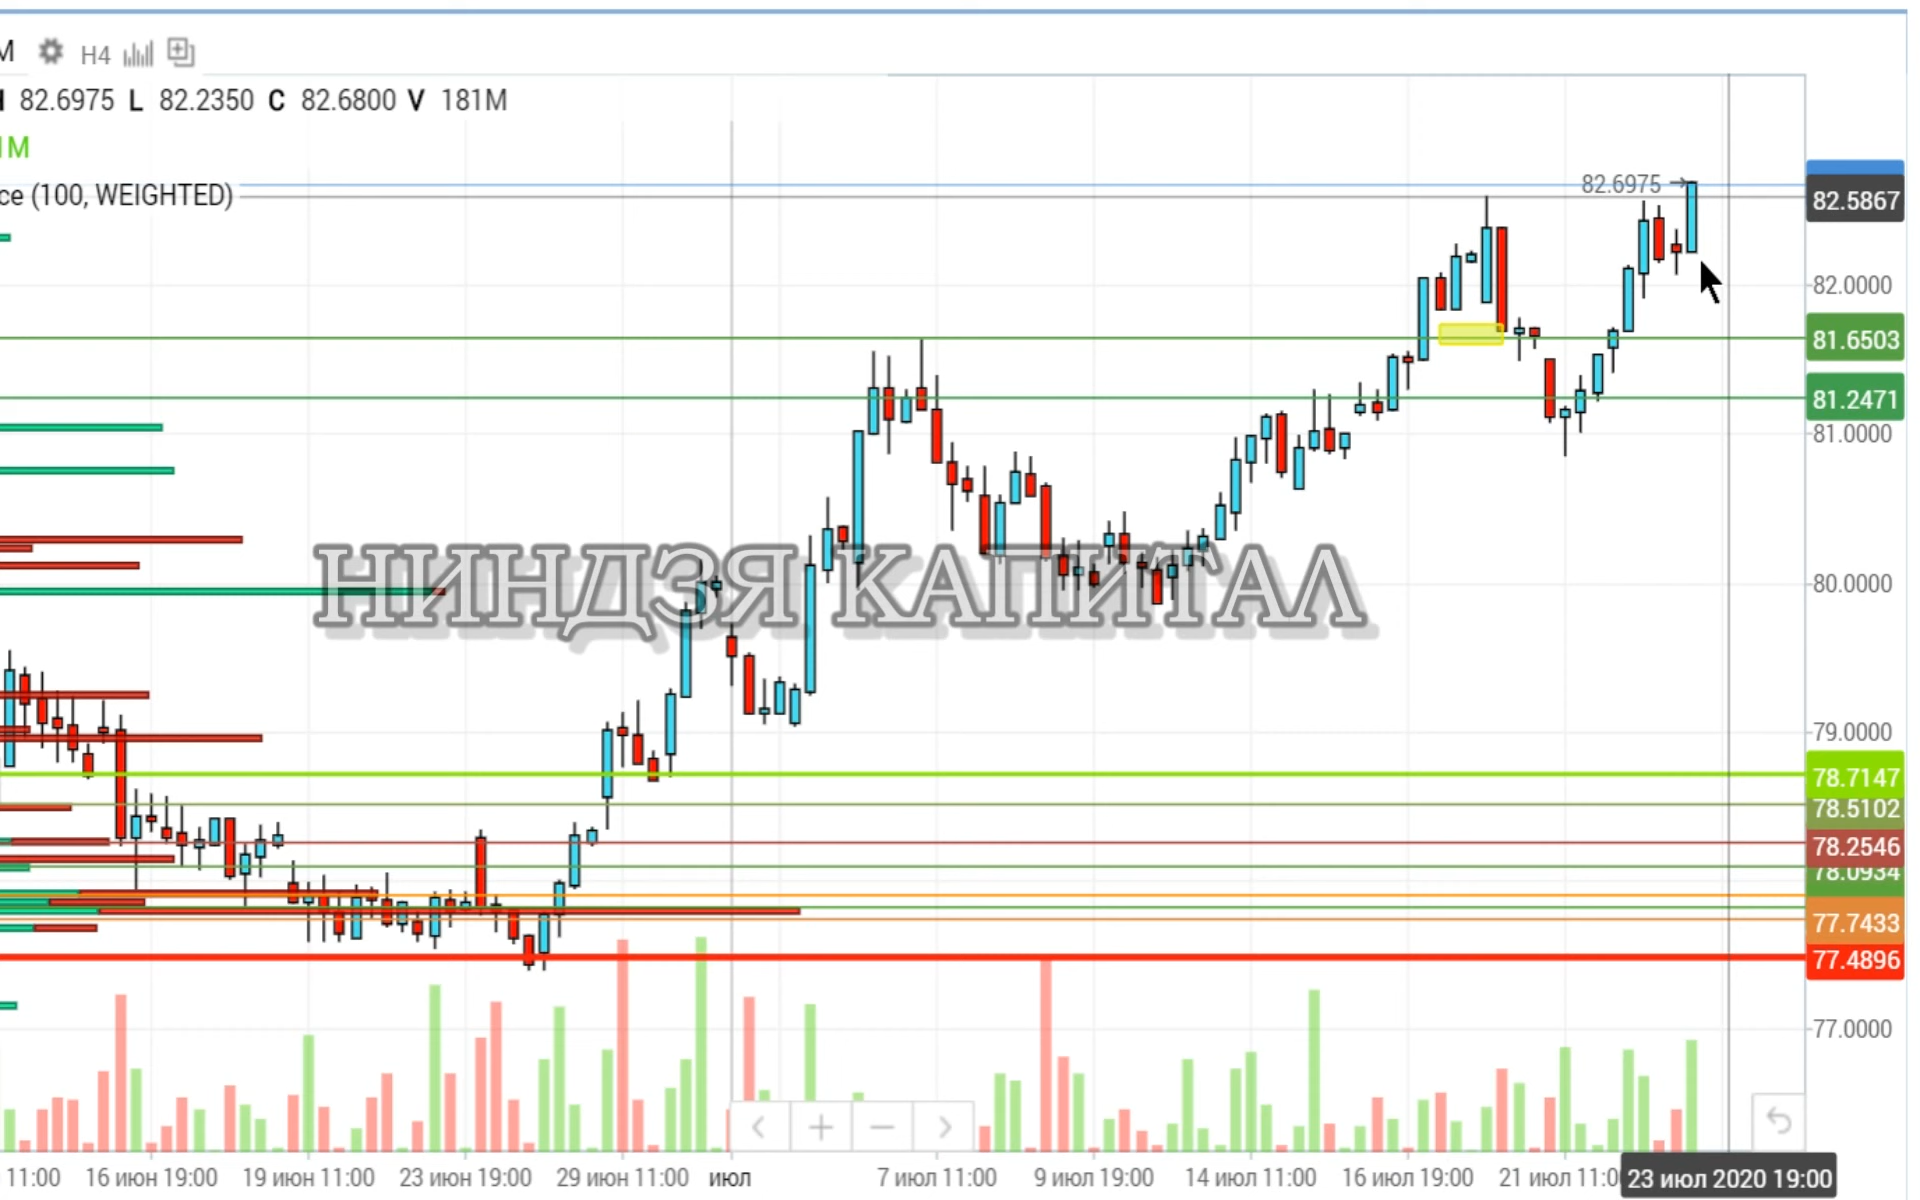 М H4
H 82.6975 L 82.2350 C 82.6800 V 181M
1M
ce (100, WEIGHTED)
82.6975
82.5867
82.0000
81.6503
81.2471
81.0000
НИНДЗЯ КАПИТАЛ
80.0000
79.0000
78.7147
78.5102
78.2546
78.0934
77.7433
77.4896
77.0000
11:00 16 июн 19:00 19 июн 11:00 23 июн 19:00 29 июн 11:00 июл 7 июл 11:00 9 июл 19:00 14 июл 11:00 16 июл 19:00 21 июл 11:0 23 июл 2020 19:00